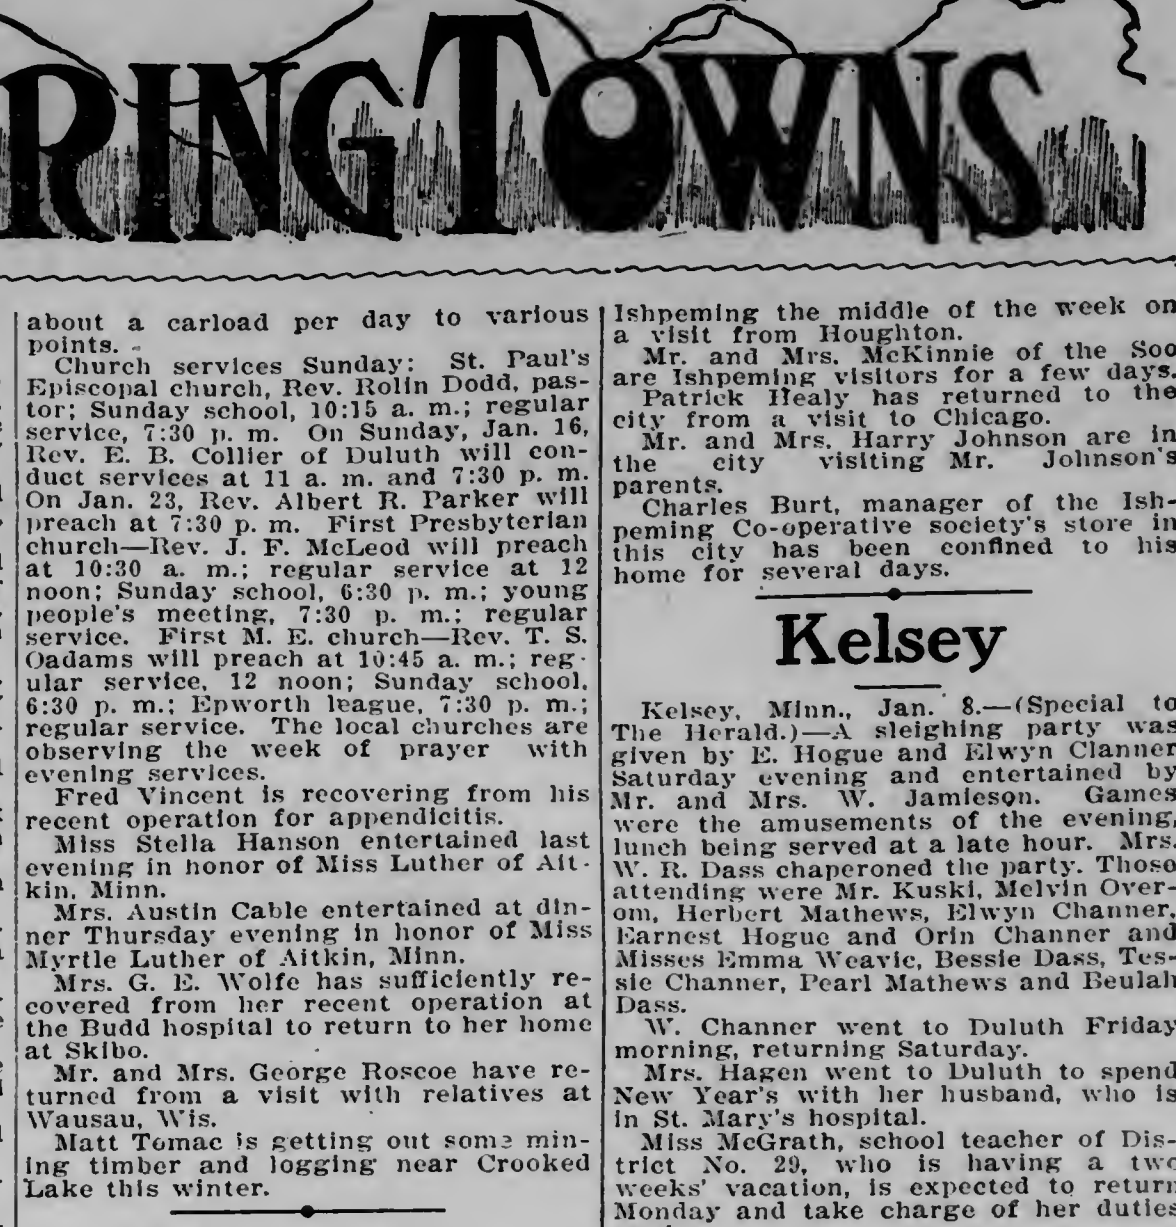 RING TOWNS
about a carload per day to various
points.
Church services Sunday: St. Paul's
Episcopal church, Rev. Rolin Dodd, pas-
tor; Sunday school, 10:15 a. m.; regular
service, 7:30 p. m. On Sunday, Jan. 16,
Rev. E. B. Collier of Duluth will con-
duct services at 11 a. m. and 7:30 p. m.
On Jan. 23, Rev. Albert R. Parker will
preach at 7:30 p. m. First Presbyterian
church—Rev. J. F. McLeod will preach
at 10:30 a. m.; regular service at 12
noon; Sunday school, 6:30 p. m.; young
people's meeting, 7:30 p. m.; regular
service. First M. E. church—Rev. T. S.
Oadams will preach at 10:45 a. m.; reg-
ular service, 12 noon; Sunday school,
6:30 p. m.; Epworth league, 7:30 p. m.;
regular service. The local churches are
observing the week of prayer with
evening services.
Fred Vincent is recovering from his
recent operation for appendicitis.
Miss Stella Hanson entertained last
evening in honor of Miss Luther of Ait-
kin, Minn.
Mrs. Austin Cable entertained at din-
ner Thursday evening in honor of Miss
Myrtle Luther of Aitkin, Minn.
Mrs. G. E. Wolfe has sufficiently re-
covered from her recent operation at
the Budd hospital to return to her home
at Skibo.
Mr. and Mrs. George Roscoe have re-
turned from a visit with relatives at
Wausau, Wis.
Matt Tomac is getting out some min-
ing timber and logging near Crooked
Lake this winter.
Ishpeming the middle of the week on
a visit from Houghton.
Mr. and Mrs. McKinnie of the Soo
are Ishpeming visitors for a few days.
Patrick Healy has returned to the
city from a visit to Chicago.
Mr. and Mrs. Harry Johnson are in
the city visiting Mr. Johnson's
parents.
Charles Burt, manager of the Ish-
peming Co-operative society's store in
this city has been confined to his
home for several days.
Kelsey
Kelsey, Minn., Jan. 8.—(Special to
The Herald.)—A sleighing party was
given by E. Hogue and Elwyn Clanner
Saturday evening and entertained by
Mr. and Mrs. W. Jamieson. Games
were the amusements of the evening,
lunch being served at a late hour. Mrs.
W. R. Dass chaperoned the party. Those
attending were Mr. Kuski, Melvin Over-
om, Herbert Mathews, Elwyn Channer,
Earnest Hogue and Orin Channer and
Misses Emma Weavie, Bessie Dass, Tes-
sie Channer, Pearl Mathews and Beulah
Dass.
W. Channer went to Duluth Friday
morning, returning Saturday.
Mrs. Hagen went to Duluth to spend
New Year's with her husband, who is
in St. Mary's hospital.
Miss McGrath, school teacher of Dis-
trict No. 29, who is having a two
weeks' vacation, is expected to return
Monday and take charge of her duties